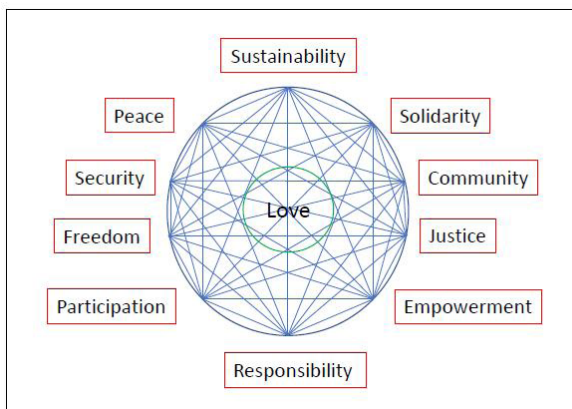 Sustainability
Peace
Solidarity
Security
Community
Love
Freedom
Justice
Participation
Empowerment
Responsibility